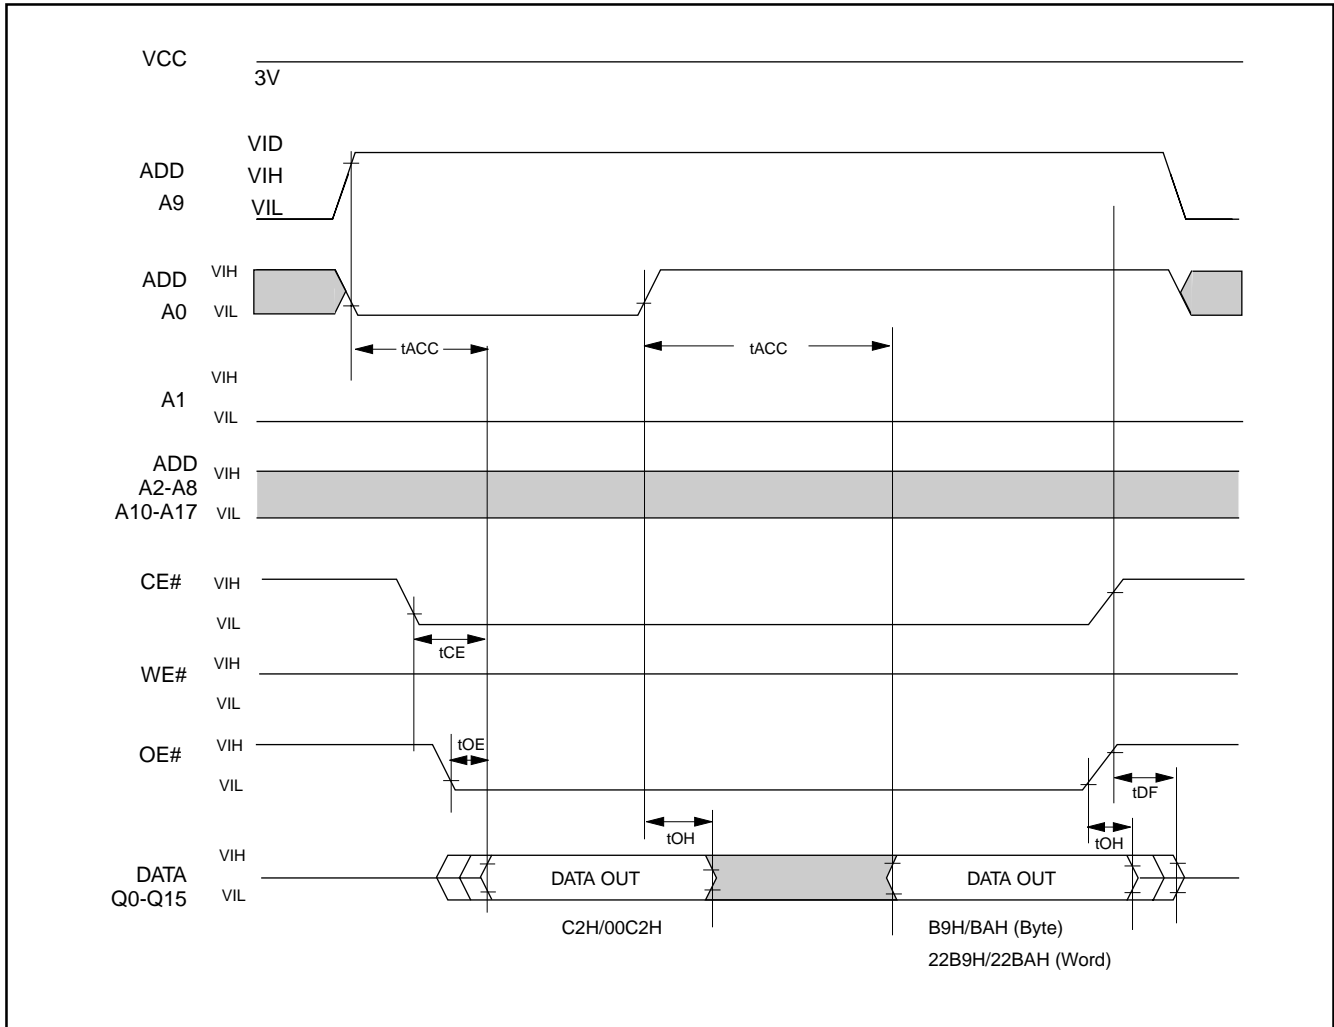 VCC
3V
VID
ADD
VIH
A9
VIL
ADD
VIH
A0
VIL
tACC
tACC
VIH
A1
VIL
ADD
VIH
A2-A8
A10-A17
VIL
CE#
VIH
VIL
tCE
WE#
VIH
VIL
OE#
VIH
tOE
VIL
tDF
tOH
tOH
VIH
DATA
DATA OUT
DATA OUT
Q0-Q15
VIL
C2H/00C2H
B9H/BAH (Byte)
22B9H/22BAH (Word)